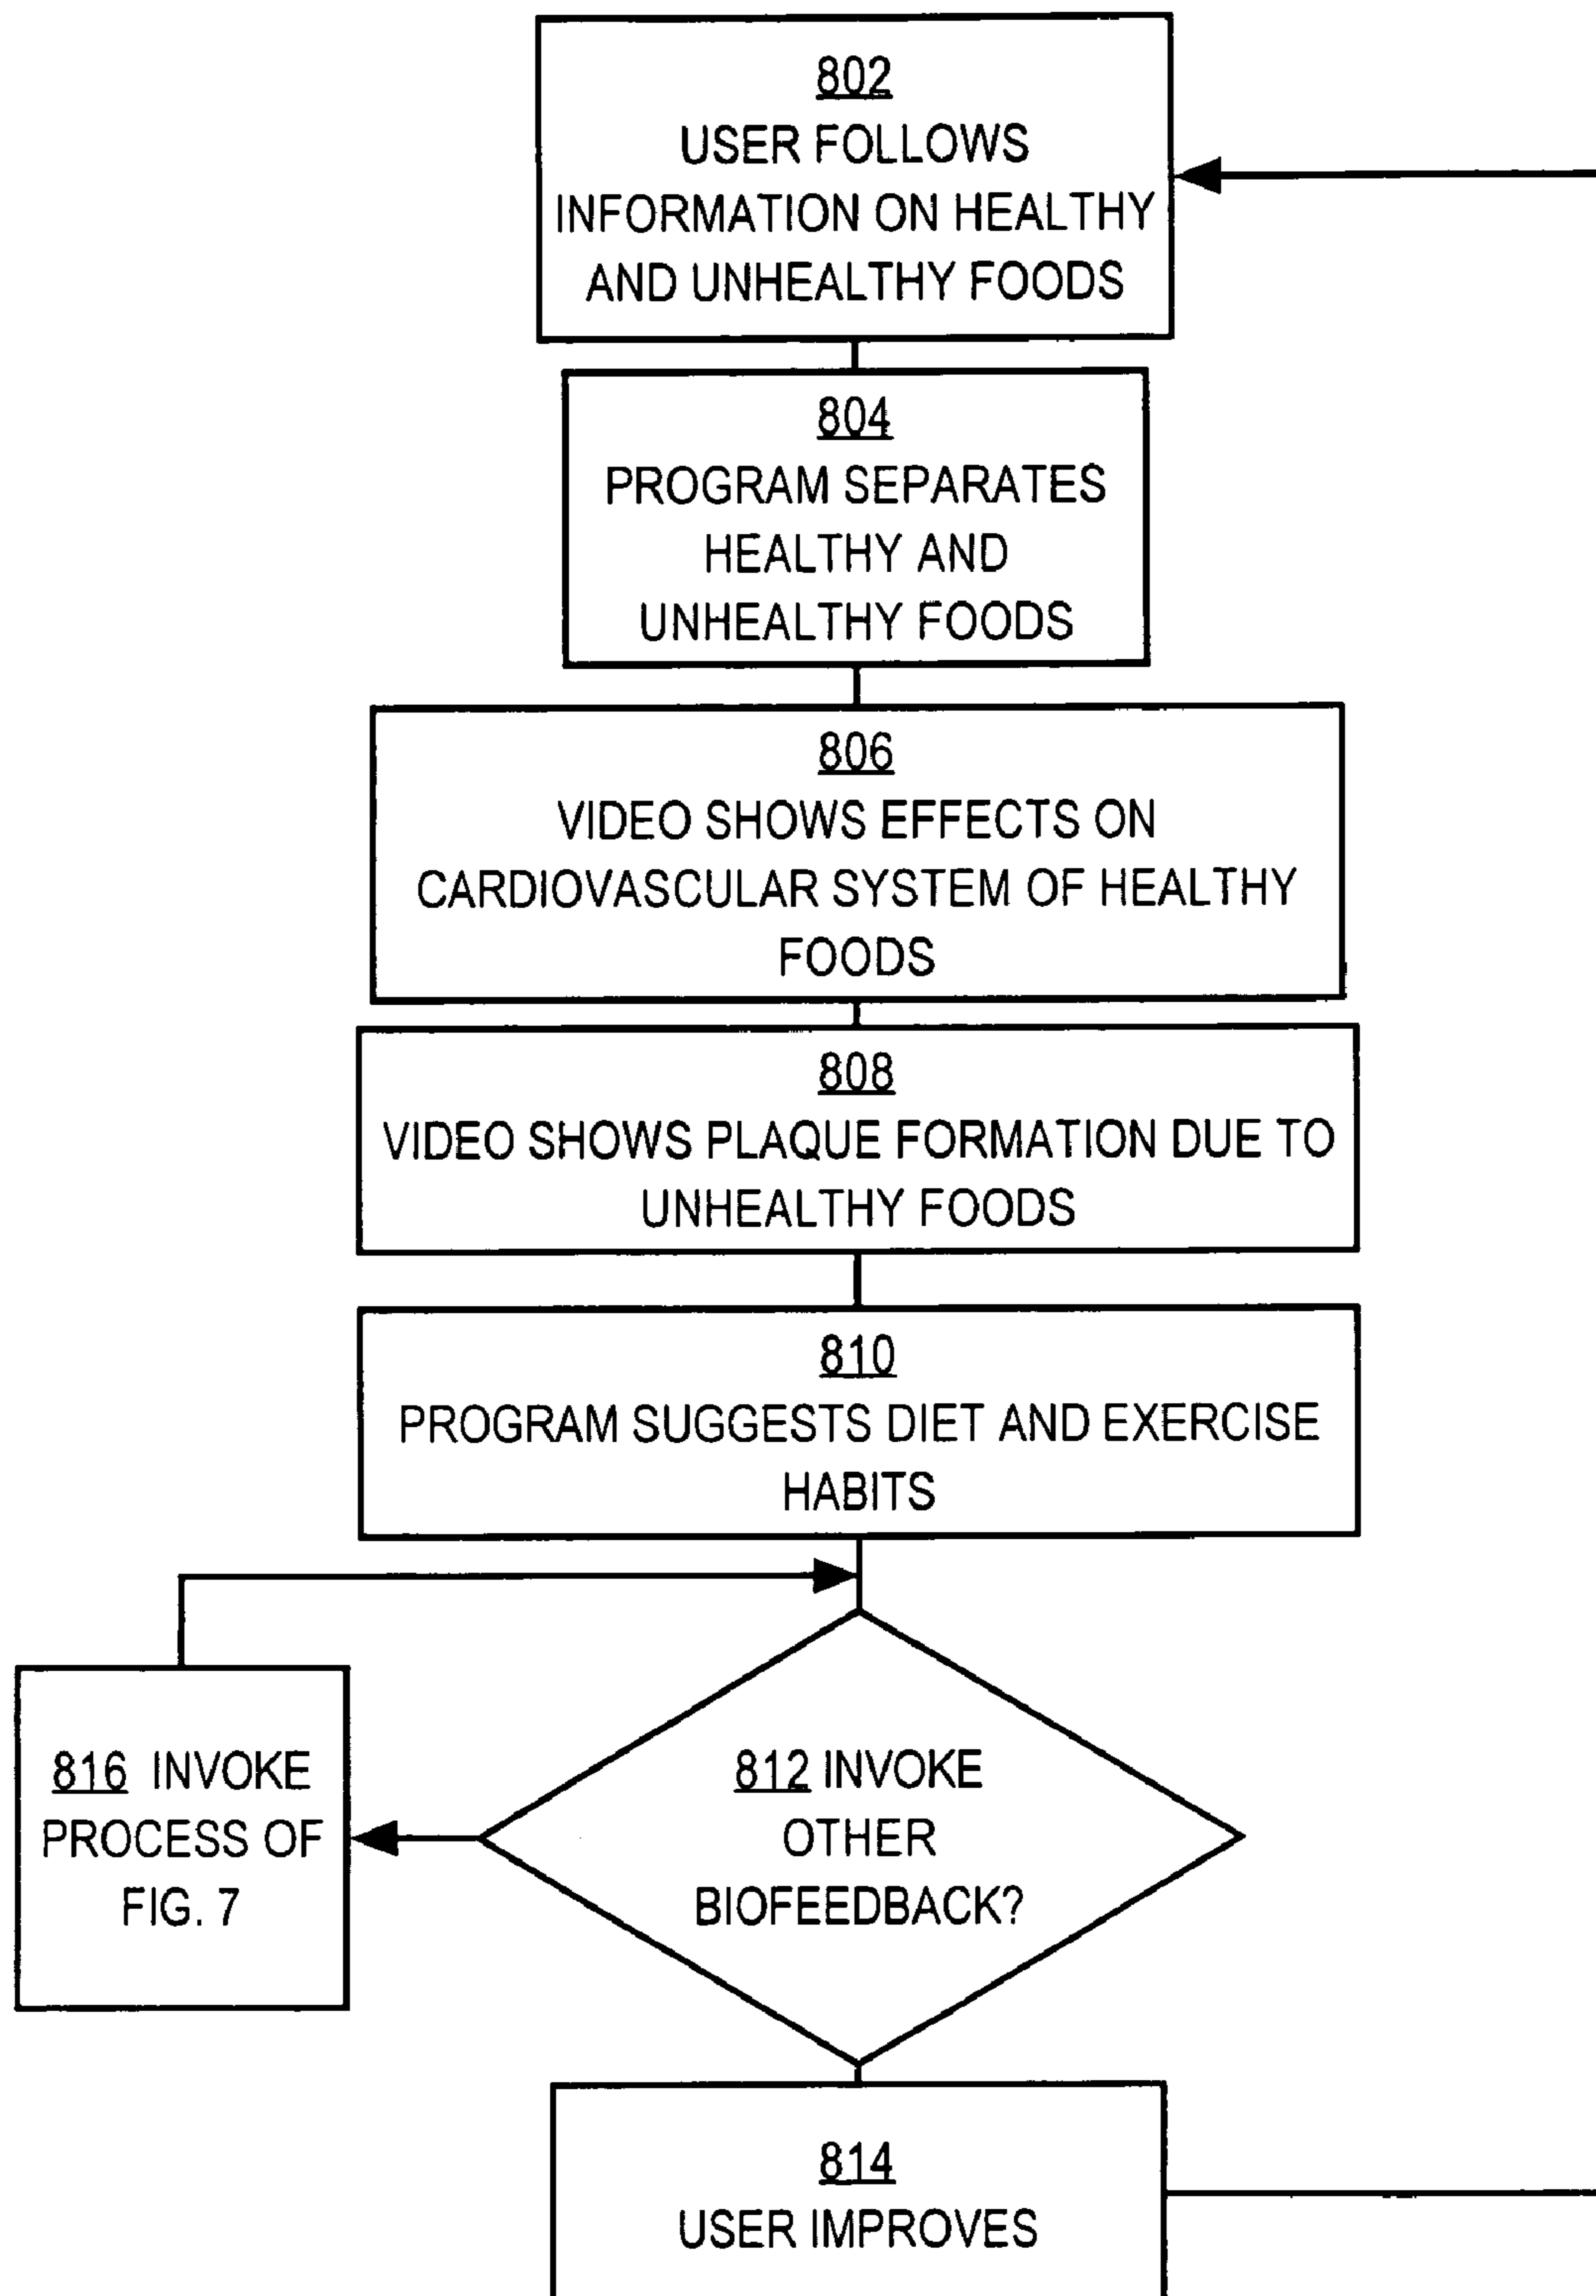 802
USER FOLLOWS
INFORMATION ON HEALTHY
AND UNHEALTHY FOODS
804
PROGRAM SEPARATES
HEALTHY AND
UNHEALTHY FOODS
806
VIDEO SHOWS EFFECTS ON
CARDIOVASCULAR SYSTEM OF HEALTHY
FOODS
808
VIDEO SHOWS PLAQUE FORMATION DUE TO
UNHEALTHY FOODS
810
PROGRAM SUGGESTS DIET AND EXERCISE
HABITS
812 INVOKE
OTHER
BIOFEEDBACK?
816 INVOKE
PROCESS OF
FIG. 7
814
USER IMPROVES